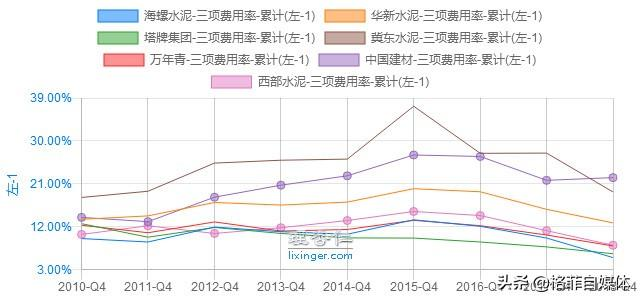 海螺水泥-三项费用率-累计(左-1) 华新水泥-三项费用率-累计(左-1)
塔牌集团-三项费用率-累计(左-1) 冀东水泥-三项费用率-累计(左-1)
万年青-三项费用率-累计(左-1) 中国建材-三项费用率-累计(左-1)
西部水泥-三项费用率-累计(左-1)
39.00%
30.00%
21.00%
左-1
12.00%
理杏仁
lixinger.com
3.00%
2010-Q4 2011-Q4 2012-Q4 2013-Q4 2014-Q4 2015-Q4 2016-Q4
头条 @格菲自媒体